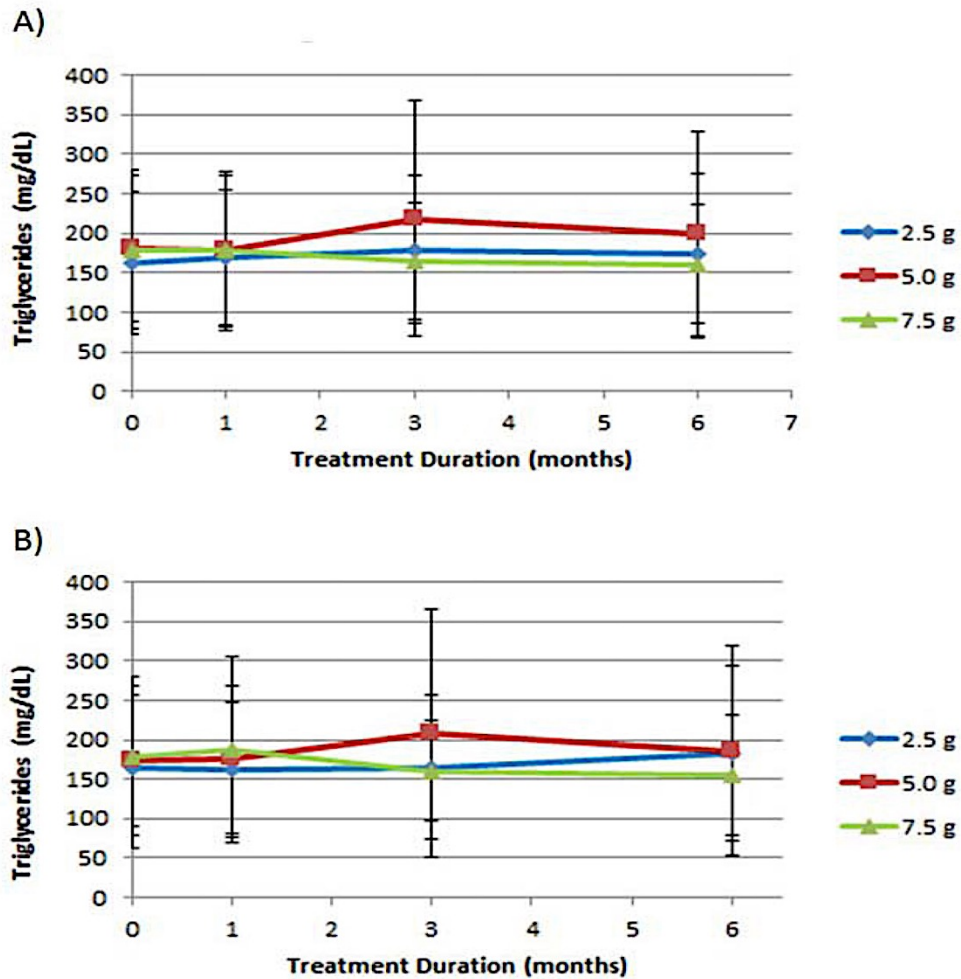 A)
Triglycerides (mg/dL)
400
350
300
250
200
150
100
50
0
0 1 2 3 4 5 6 7
Treatment Duration (months)
2.5 g
5.0 g
7.5 g
B)
Triglycerides (mg/dL)
400
350
300
250
200
150
100
50
0
0 1 2 3 4 5 6
Treatment Duration (months)
2.5 g
5.0 g
7.5 g